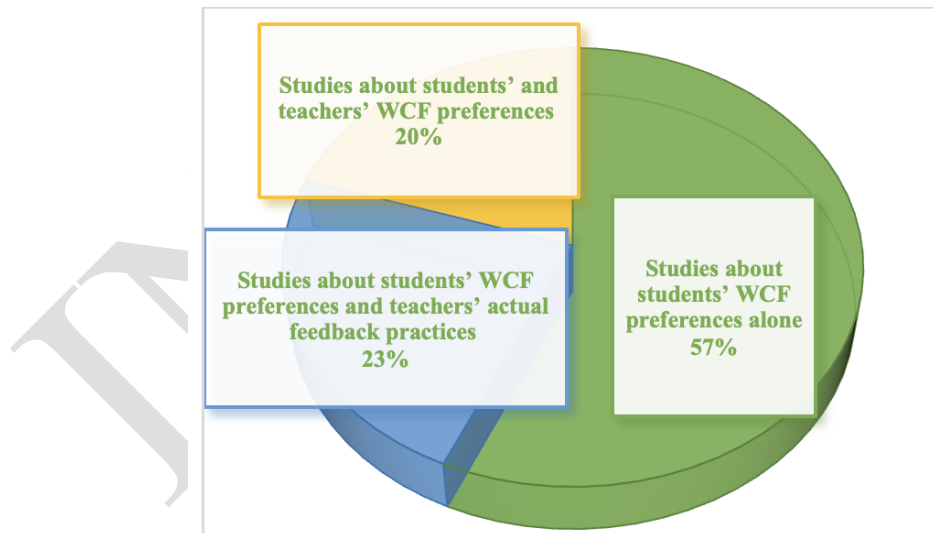 Studies about students’ and
teachers’ WCF preferences
20%
Studies about students’ WCF
preferences and teachers’ actual
feedback practices
23%
Studies about
students’ WCF
preferences alone
57%